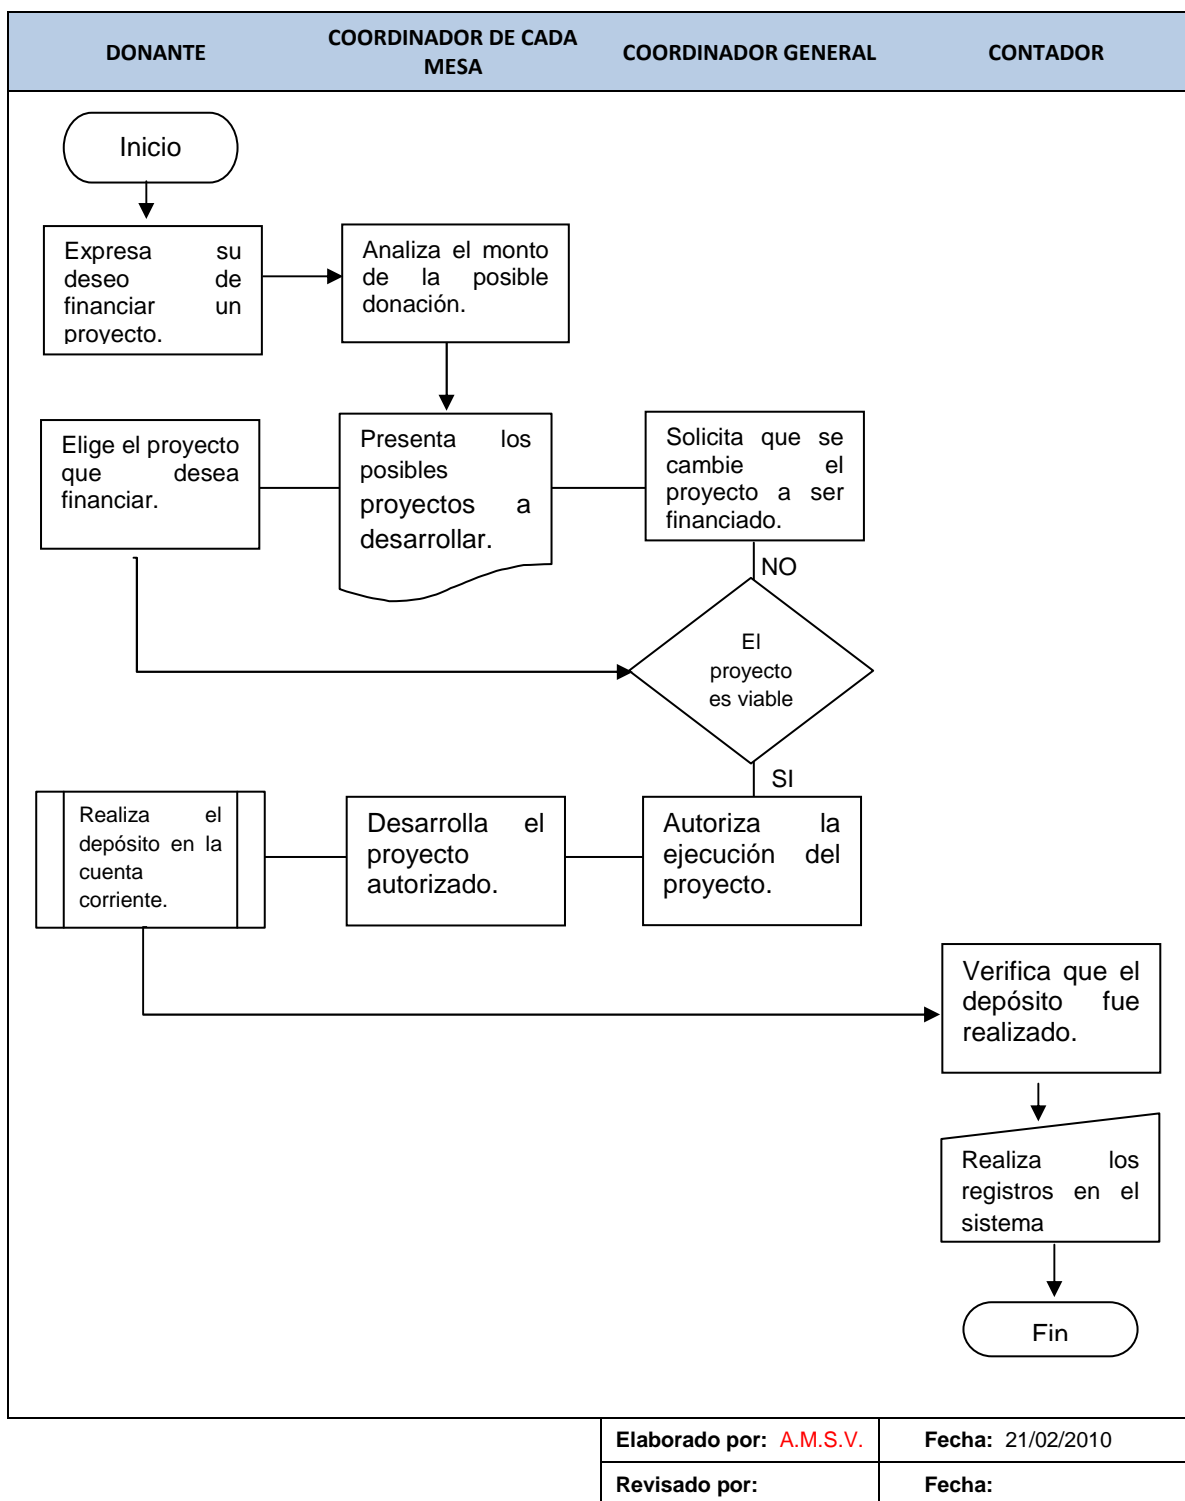 DONANTE
COORDINADOR DE CADA
MESA
COORDINADOR GENERAL
CONTADOR
Inicio
Expresa su
deseo de
financiar un
proyecto.
Analiza el monto
de la posible
donación.
Elige el proyecto
que desea
financiar.
Presenta los
posibles
proyectos a
desarrollar.
Solicita que se
cambie el
proyecto a ser
financiado.
NO
El
proyecto
es viable
SI
Realiza el
depósito en la
cuenta
corriente.
Desarrolla el
proyecto
autorizado.
Autoriza la
ejecución del
proyecto.
Verifica que el
depósito fue
realizado.
Realiza los
registros en el
sistema
Fin
Elaborado por: A.M.S.V.
Fecha: 21/02/2010
Revisado por:
Fecha: